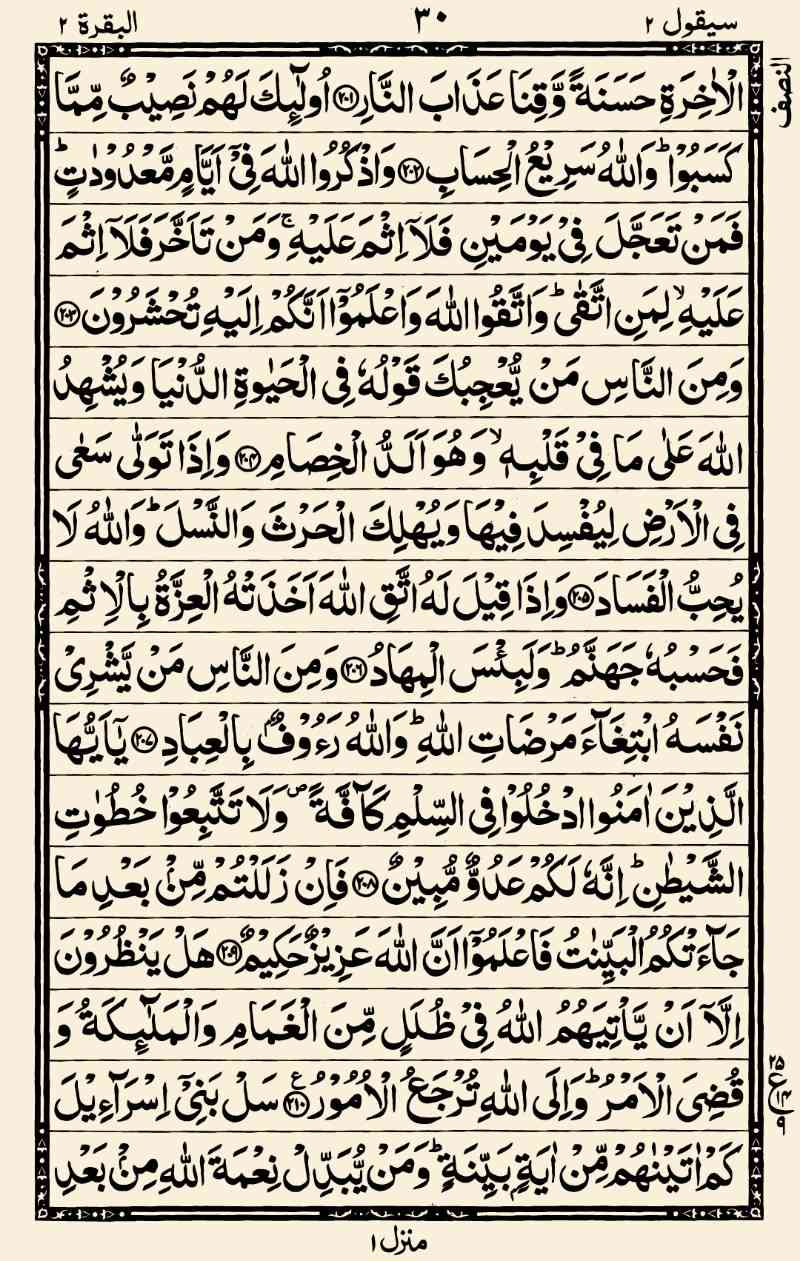 سيقول ٢
٣٠
البقرة ٢
النصف
الْاٰخِرَةِ حَسَنَةً وَّقِنَا عَذَابَ النَّارِ ﴿٢٠١﴾ اُولٰٓئِكَ لَهُمْ نَصِيْبٌ مِّمَّا
كَسَبُوْا ؕ وَاللّٰهُ سَرِيْعُ الْحِسَابِ ﴿٢٠٢﴾ وَاذْكُرُوا اللّٰهَ فِيْٓ اَيَّامٍ مَّعْدُوْدٰتٍ ؕ
فَمَنْ تَعَجَّلَ فِيْ يَوْمَيْنِ فَلَآ اِثْمَ عَلَيْهِ ۚ وَمَنْ تَاَخَّرَ فَلَآ اِثْمَ
عَلَيْهِ ۙ لِمَنِ اتَّقٰى ؕ وَاتَّقُوا اللّٰهَ وَاعْلَمُوْٓا اَنَّكُمْ اِلَيْهِ تُحْشَرُوْنَ ﴿٢٠٣﴾
وَمِنَ النَّاسِ مَنْ يُّعْجِبُكَ قَوْلُهٗ فِي الْحَيٰوةِ الدُّنْيَا وَيُشْهِدُ
اللّٰهَ عَلٰى مَا فِيْ قَلْبِهٖ ۙ وَهُوَ اَلَدُّ الْخِصَامِ ﴿٢٠٤﴾ وَاِذَا تَوَلّٰى سَعٰى
فِي الْاَرْضِ لِيُفْسِدَ فِيْهَا وَيُهْلِكَ الْحَرْثَ وَالنَّسْلَ ؕ وَاللّٰهُ لَا
يُحِبُّ الْفَسَادَ ﴿٢٠٥﴾ وَاِذَا قِيْلَ لَهُ اتَّقِ اللّٰهَ اَخَذَتْهُ الْعِزَّةُ بِالْاِثْمِ
فَحَسْبُهٗ جَهَنَّمُ ؕ وَلَبِئْسَ الْمِهَادُ ﴿٢٠٦﴾ وَمِنَ النَّاسِ مَنْ يَّشْرِيْ
نَفْسَهُ ابْتِغَآءَ مَرْضَاتِ اللّٰهِ ؕ وَاللّٰهُ رَءُوْفٌۢ بِالْعِبَادِ ﴿٢٠٧﴾ يٰٓاَيُّهَا
الَّذِيْنَ اٰمَنُوا ادْخُلُوْا فِي السِّلْمِ كَآفَّةً ۪ وَلَا تَتَّبِعُوْا خُطُوٰتِ
الشَّيْطٰنِ ؕ اِنَّهٗ لَكُمْ عَدُوٌّ مُّبِيْنٌ ﴿٢٠٨﴾ فَاِنْ زَلَلْتُمْ مِّنْۢ بَعْدِ مَا
جَآءَتْكُمُ الْبَيِّنٰتُ فَاعْلَمُوْٓا اَنَّ اللّٰهَ عَزِيْزٌ حَكِيْمٌ ﴿٢٠٩﴾ هَلْ يَنْظُرُوْنَ
اِلَّآ اَنْ يَّاْتِيَهُمُ اللّٰهُ فِيْ ظُلَلٍ مِّنَ الْغَمَامِ وَالْمَلٰٓئِكَةُ وَ
قُضِيَ الْاَمْرُ ؕ وَاِلَى اللّٰهِ تُرْجَعُ الْاُمُوْرُ ﴿٢١٠﴾ ع سَلْ بَنِيْٓ اِسْرَآءِيْلَ
٢٥
ع ١٤
٩
كَمْ اٰتَيْنٰهُمْ مِّنْ اٰيَةٍۢ بَيِّنَةٍ ؕ وَمَنْ يُّبَدِّلْ نِعْمَةَ اللّٰهِ مِنْۢ بَعْدِ
منزل ١